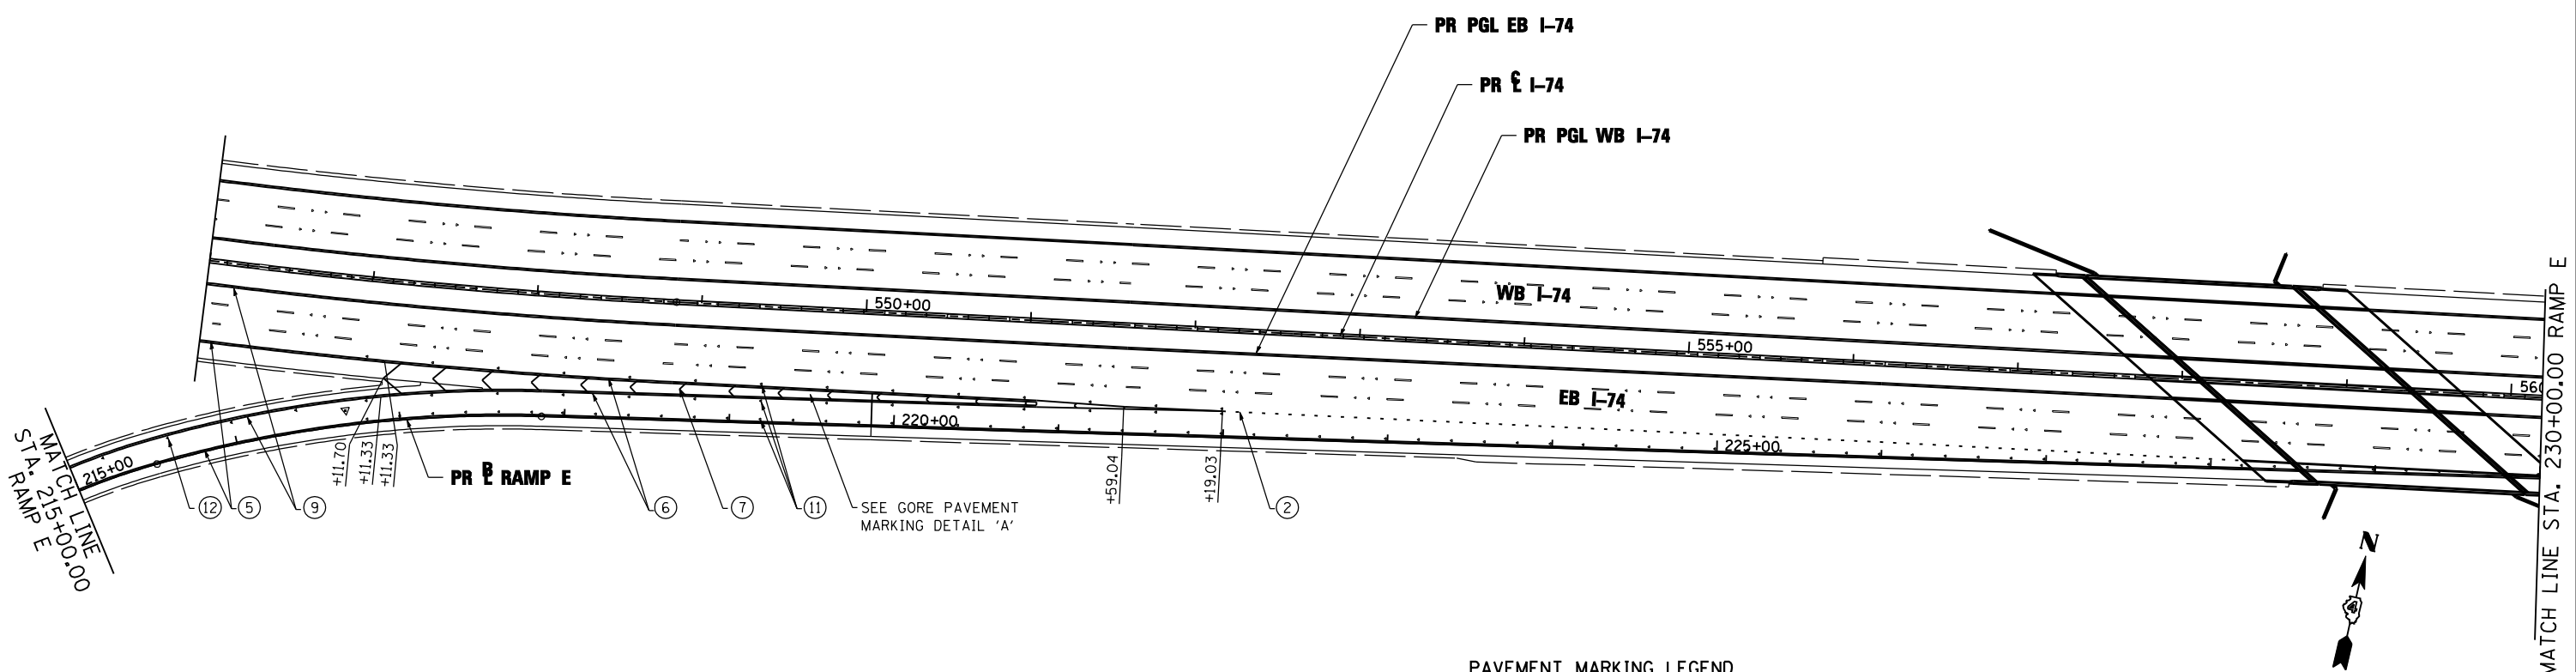 PR PGL EB I-74
PR ℄ I-74
PR PGL WB I-74
550+00
WB I-74
555+00
560
EB I-74
220+00
225+00
215+00
+11.70
+11.33
+11.33
PR B L RAMP E
+59.04
+19.03
12
5
9
6
7
11
SEE GORE PAVEMENT
MARKING DETAIL 'A'
2
MATCH LINE
STA. 215+00.00
RAMP E
MATCH LINE STA. 230+00.00 RAMP E
N
4
PAVEMENT MARKING LEGEND